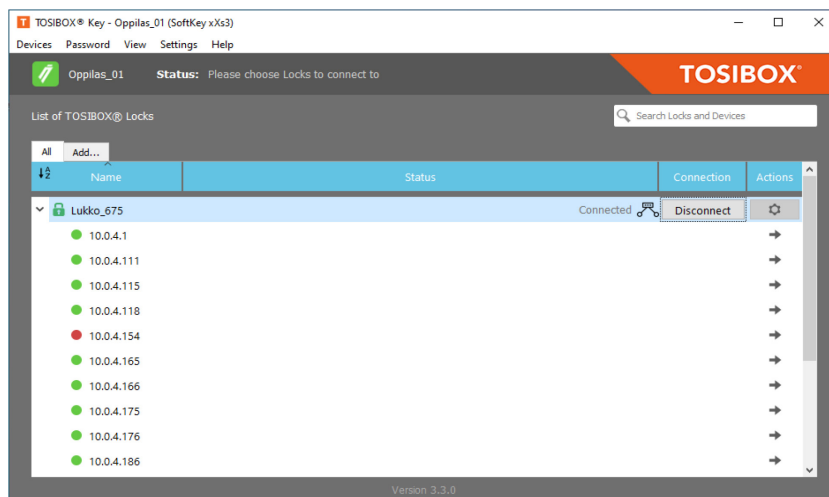 TOSIBOX® Key - Oppilas_01 (SoftKey xXs3)
Devices Password View Settings Help
Oppilas_01 Status: Please choose Locks to connect to TOSIBOX®
List of TOSIBOX® Locks Search Locks and Devices
All Add...
Name Status Connection Actions
Lukko_675 Connected Disconnect
10.0.4.1
10.0.4.111
10.0.4.115
10.0.4.118
10.0.4.154
10.0.4.165
10.0.4.166
10.0.4.175
10.0.4.176
10.0.4.186
Version 3.3.0